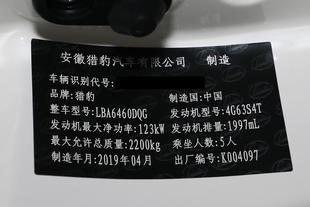 安徽猎豹汽车有限公司 制造
车辆识别代号:
品牌:猎豹 制造国:中国
整车型号:LBA6460DQG 发动机型号:4G63S4T
发动机最大净功率:123kW 发动机排量:1997mL
最大允许总质量:2200kg 乘坐人数:5人
制造年月:2019年04月 出厂编号:K004097